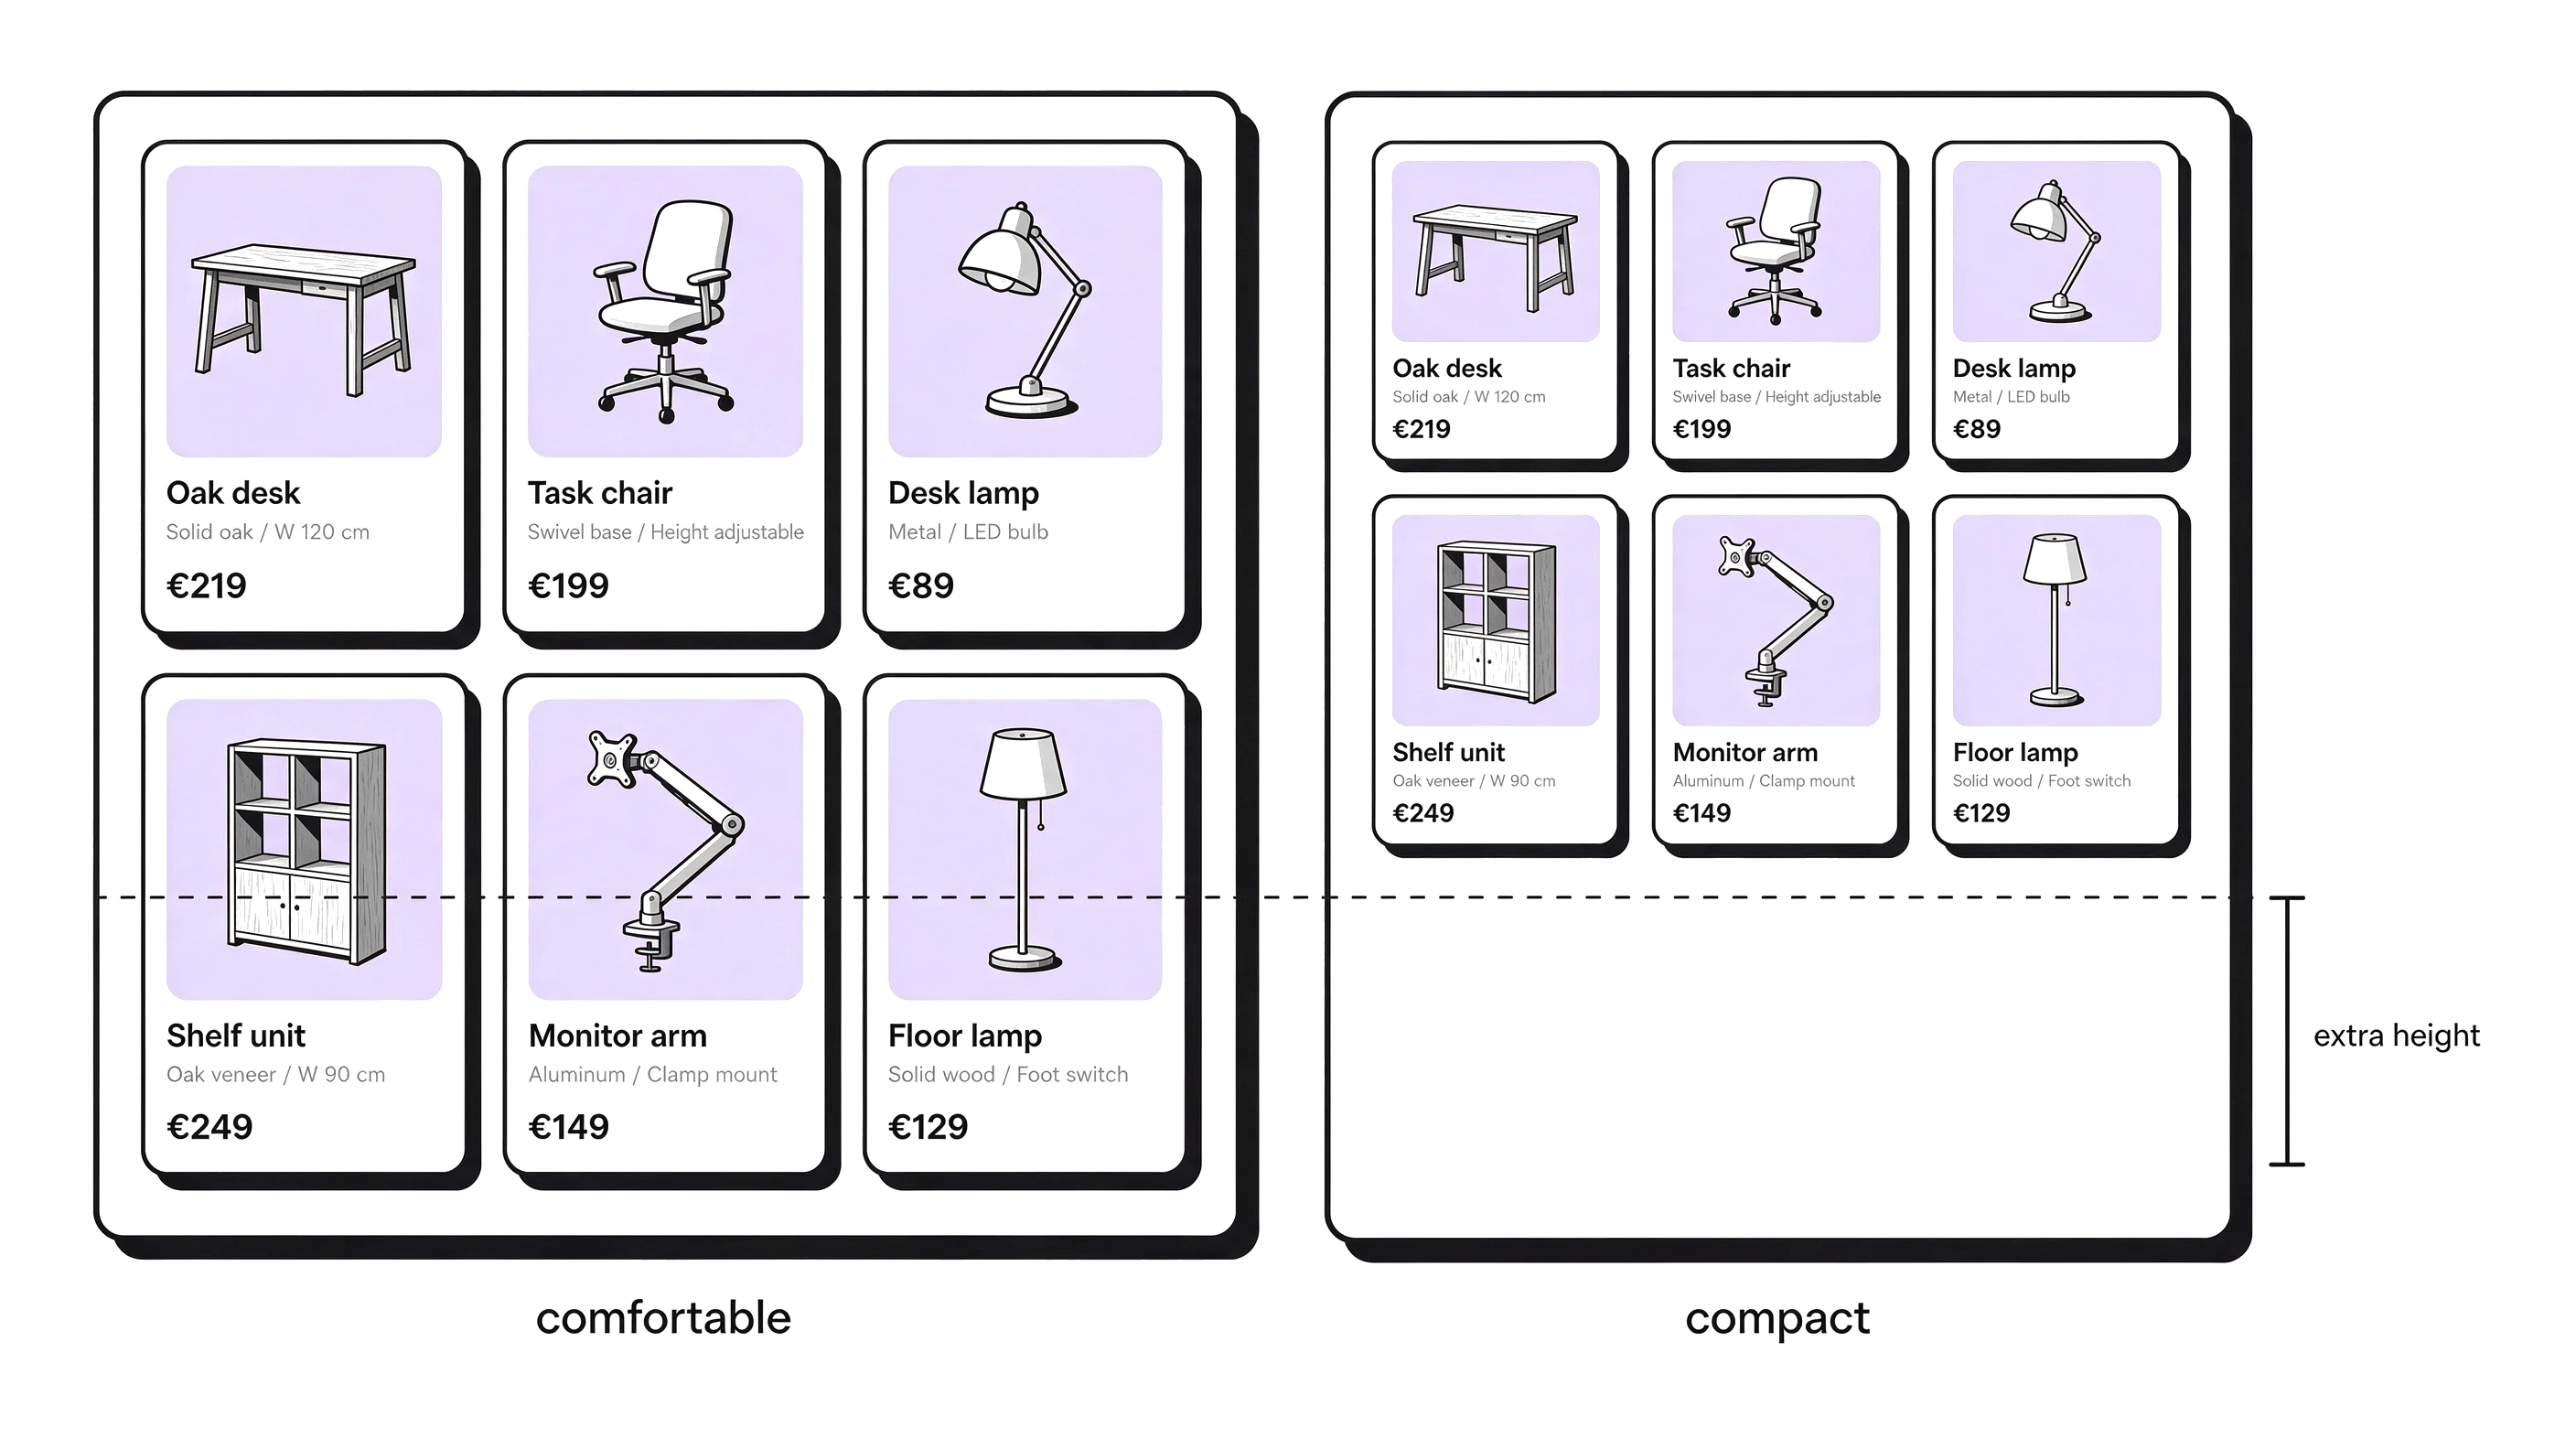 Oak desk
Solid oak / W 120 cm
€219
Task chair
Swivel base / Height adjustable
€199
Desk lamp
Metal / LED bulb
€89
Shelf unit
Oak veneer / W 90 cm
€249
Monitor arm
Aluminum / Clamp mount
€149
Floor lamp
Solid wood / Foot switch
€129
comfortable
Oak desk
Solid oak / W 120 cm
€219
Task chair
Swivel base / Height adjustable
€199
Desk lamp
Metal / LED bulb
€89
Shelf unit
Oak veneer / W 90 cm
€249
Monitor arm
Aluminum / Clamp mount
€149
Floor lamp
Solid wood / Foot switch
€129
compact
extra height